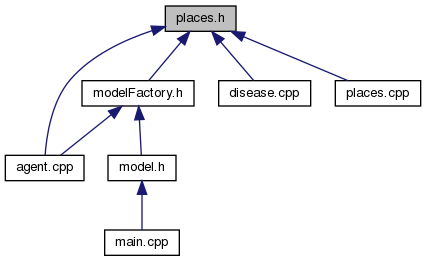 places.h
modelFactory.h
disease.cpp
places.cpp
agent.cpp
model.h
main.cpp